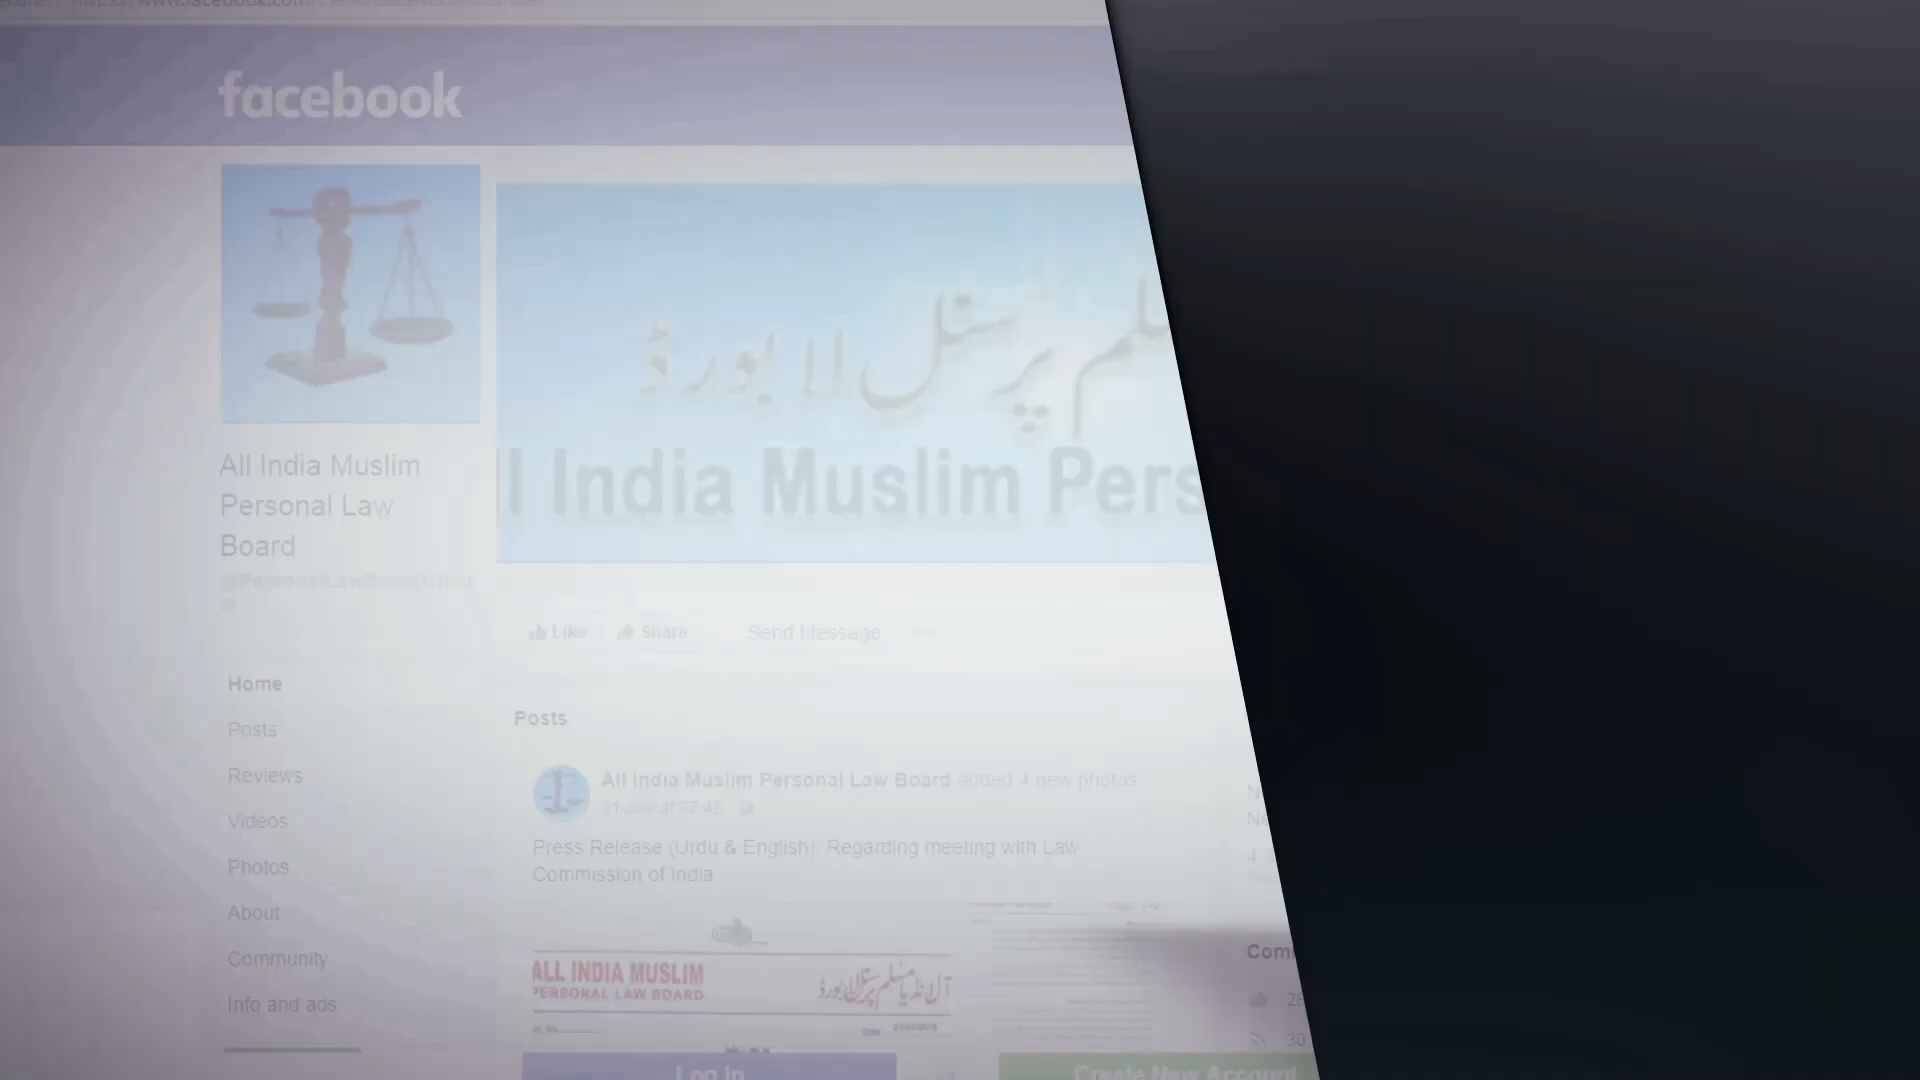 facebook
سلم پرسنل لا بورڈ
ll India Muslim Pers
All India Muslim
Personal Law
Board
Like
Share
Send Message
Home
Posts
Reviews
Videos
Photos
About
Community
Info and ads
Posts
All India Muslim Personal Law Board added 4 new photos
Press Release (Urdu & English). Regarding meeting with Law
Commission of India
ALL INDIA MUSLIM
PERSONAL LAW BOARD
آل انڈیا مسلم پرسنل لا بورڈ
Log In
Create New Account